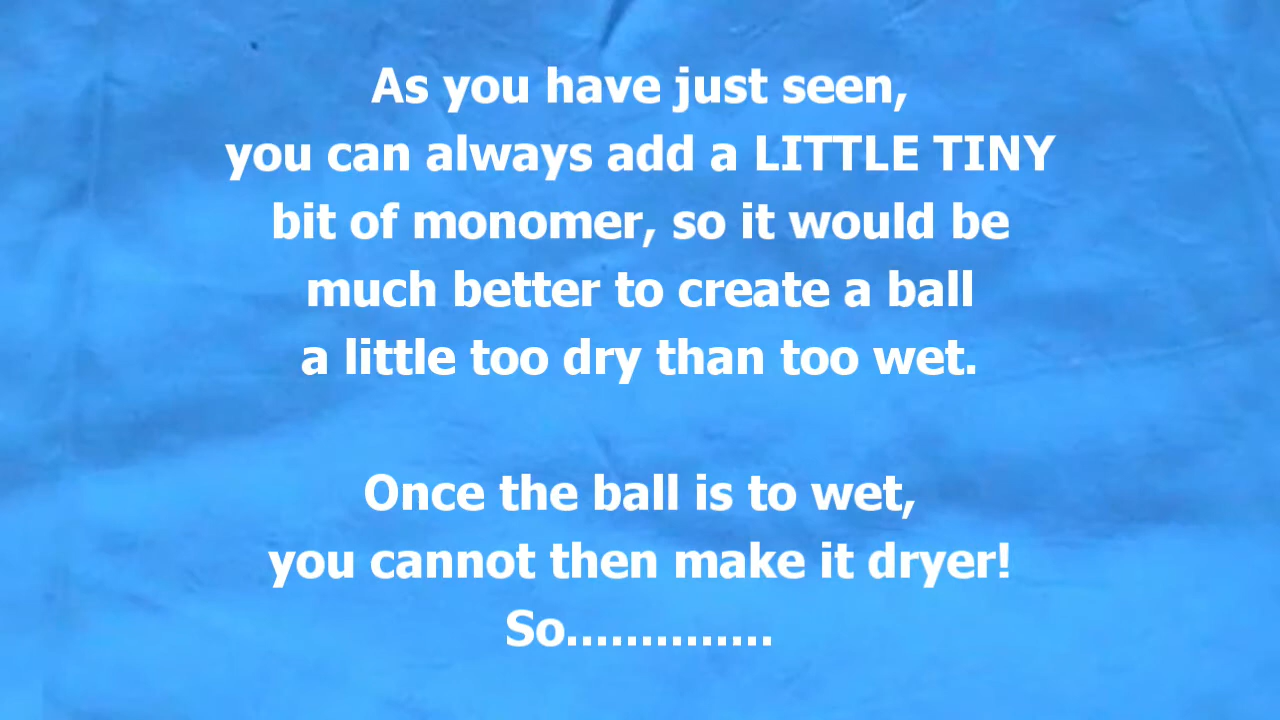 As you have just seen,
you can always add a LITTLE TINY
bit of monomer, so it would be
much better to create a ball
a little too dry than too wet.
Once the ball is to wet,
you cannot then make it dryer!
So..............